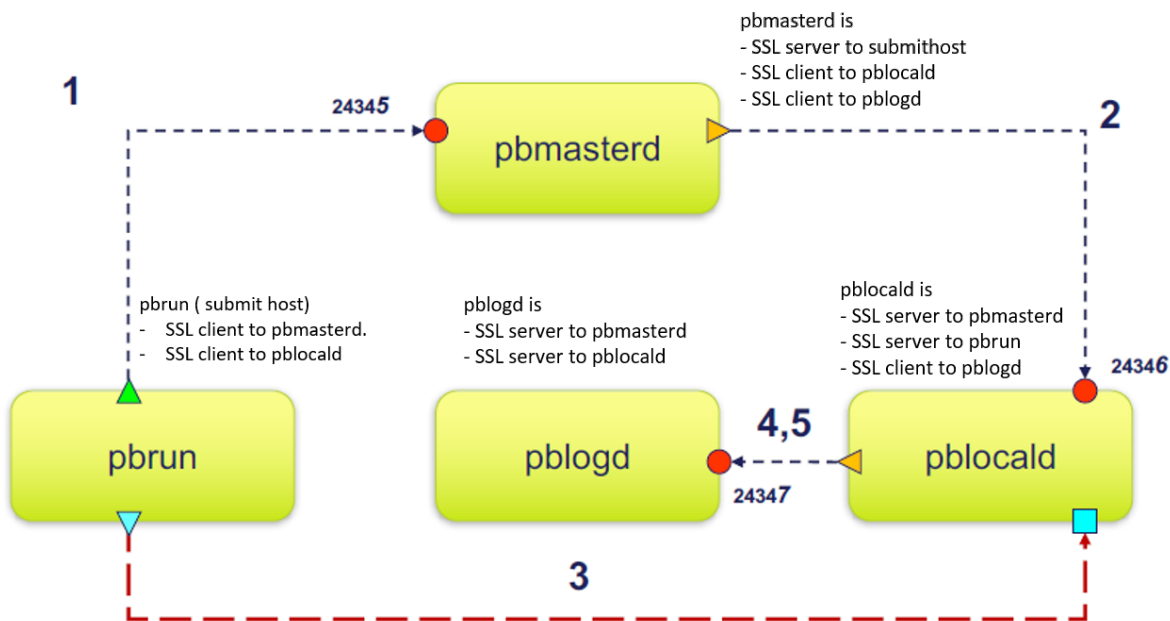 pbmasterd is
- SSL server to submithost
- SSL client to pblocald
- SSL client to pblogd
1
24345
pbmasterd
2
pbrun ( submit host)
- SSL client to pbmasterd.
- SSL client to pblocald
pblogd is
- SSL server to pbmasterd
- SSL server to pblocald
pblocald is
- SSL server to pbmasterd
- SSL server to pbrun
- SSL client to pblogd
24346
pbrun
pblogd
4,5
24347
pblocald
3